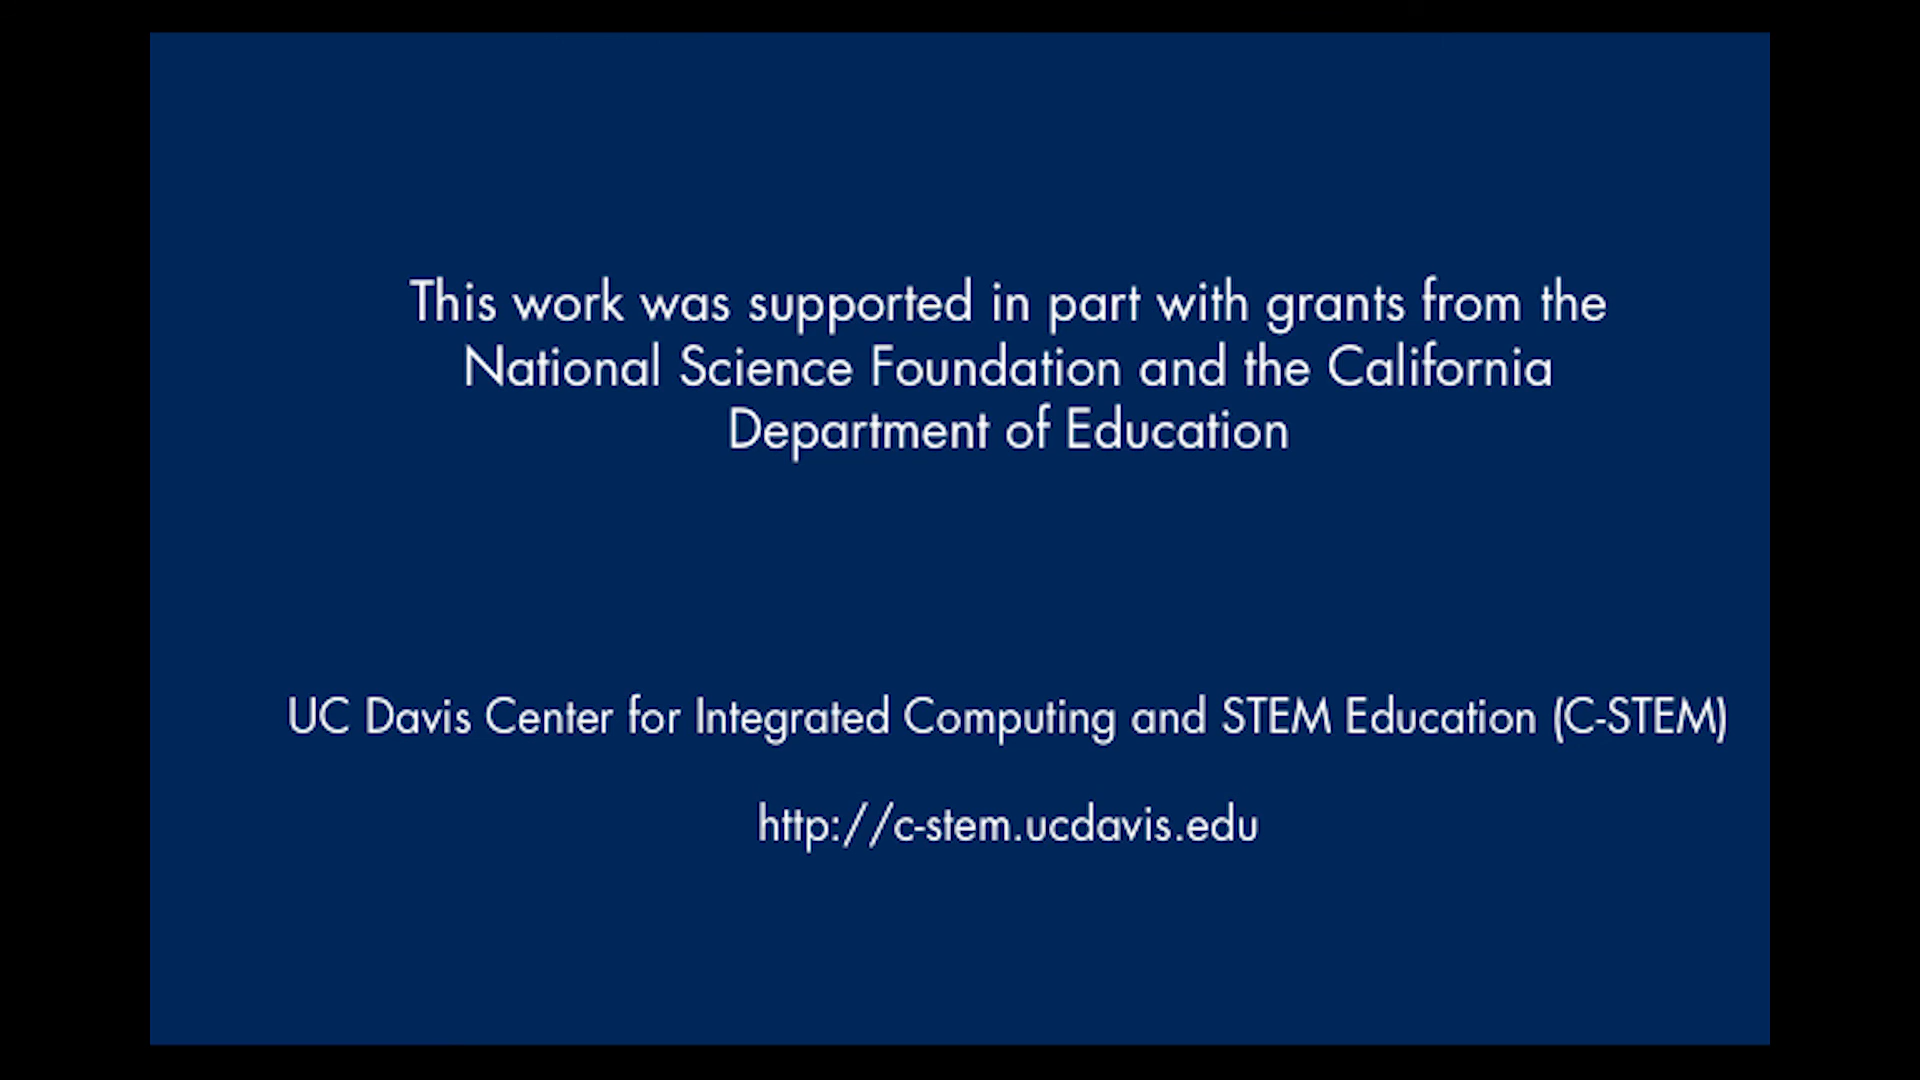 This work was supported in part with grants from the
National Science Foundation and the California
Department of Education
UC Davis Center for Integrated Computing and STEM Education (C-STEM)
http://c-stem.ucdavis.edu